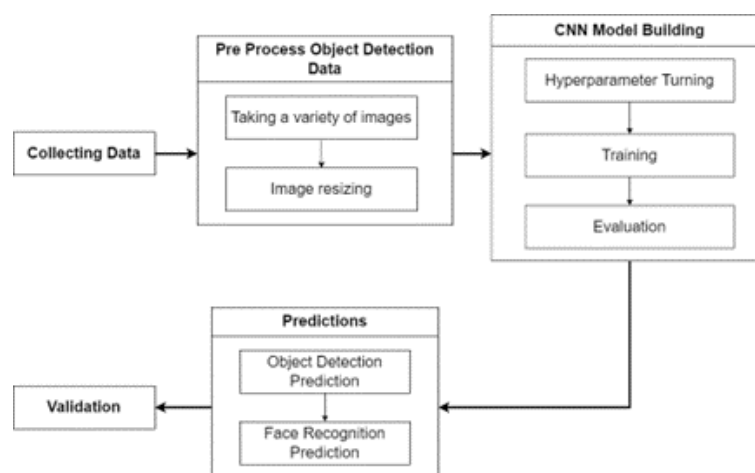 Collecting Data
Pre Process Object Detection
Data
Taking a variety of images
Image resizing
CNN Model Building
Hyperparameter Turning
Training
Evaluation
Predictions
Object Detection
Prediction
Face Recognition
Prediction
Validation